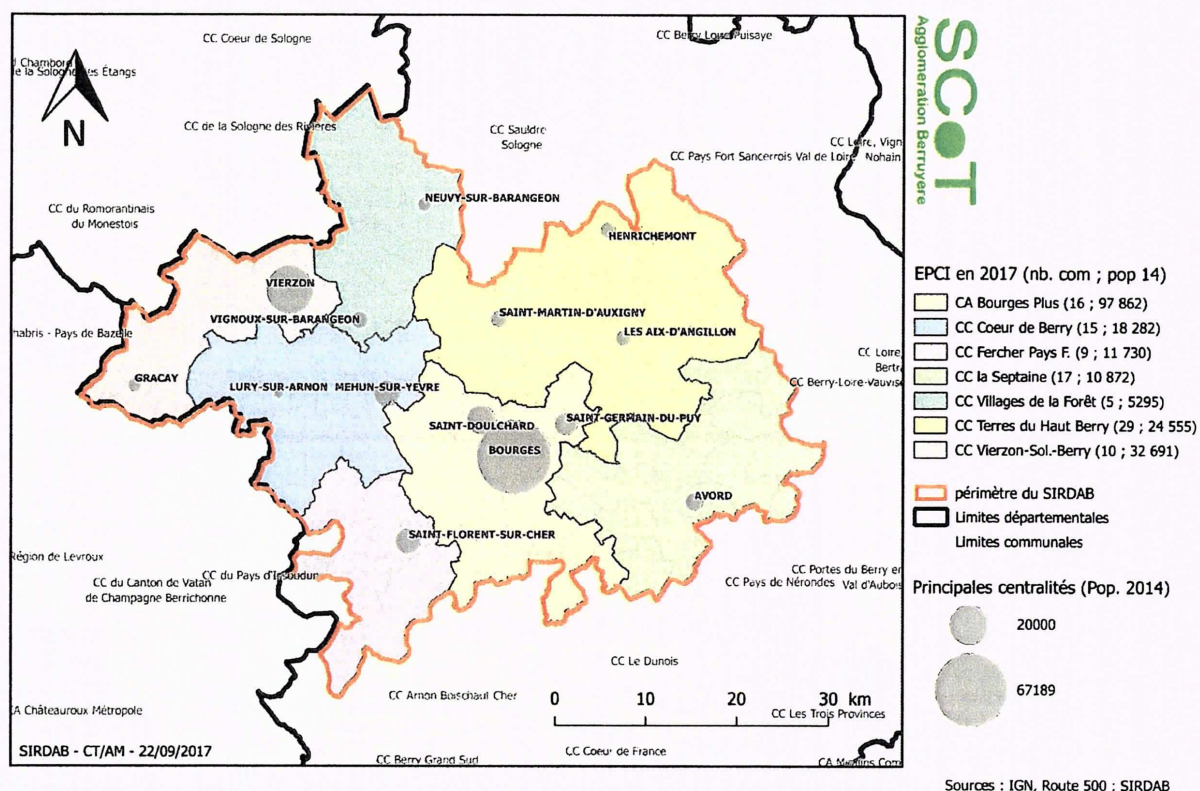 CC Coeur de Sologne
CC Berry Loire Puisaye
d Chambord
de la Sologne des Étangs
N
CC de la Sologne des Rivières
CC Sauldre
Sologne
CC Loire, Vign
CC Pays Fort Sancerrois Val de Loire
Nohain
CC du Romorantinais
du Monestois
NEUVY-SUR-BARANGEON
HENRICHEMONT
VIERZON
VIGNOUX-SUR-BARANGEON
SAINT-MARTIN-D'AUXIGNY
LES AIX-D'ANGILLON
habris - Pays de Bazelle
CC Loire,
Bertr
CC Berry-Loire-Vauvise
GRACAY
LURY-SUR-ARNON
MEHUN-SUR-YEVRE
SAINT-DOULCHARD
SAINT-GERMAIN-DU-PUY
BOURGES
AVORD
SAINT-FLORENT-SUR-CHER
Région de Levroux
CC du Canton de Vatan
de Champagne Berrichonne
CC du Pays d'Issoudun
CC Pays de Nérondes
CC Portes du Berry en
Val d'Aubois
CC Le Dunois
CC Arnon Boischaut Cher
0 10 20 30 km
CC Les Trois Provinces
CA Châteauroux Métropole
SIRDAB - CT/AM - 22/09/2017
CC Berry Grand Sud
CC Coeur de France
CA Moulins Com
SCOT
Agglomeration Berruyere
EPCI en 2017 (nb. com ; pop 14)
CA Bourges Plus (16 ; 97 862)
CC Coeur de Berry (15 ; 18 282)
CC Fercher Pays F. (9 ; 11 730)
CC la Septaine (17 ; 10 872)
CC Villages de la Forêt (5 ; 5295)
CC Terres du Haut Berry (29 ; 24 555)
CC Vierzon-Sol.-Berry (10 ; 32 691)
périmètre du SIRDAB
Limites départementales
Limites communales
Principales centralités (Pop. 2014)
20000
67189
Sources : IGN, Route 500 ; SIRDAB